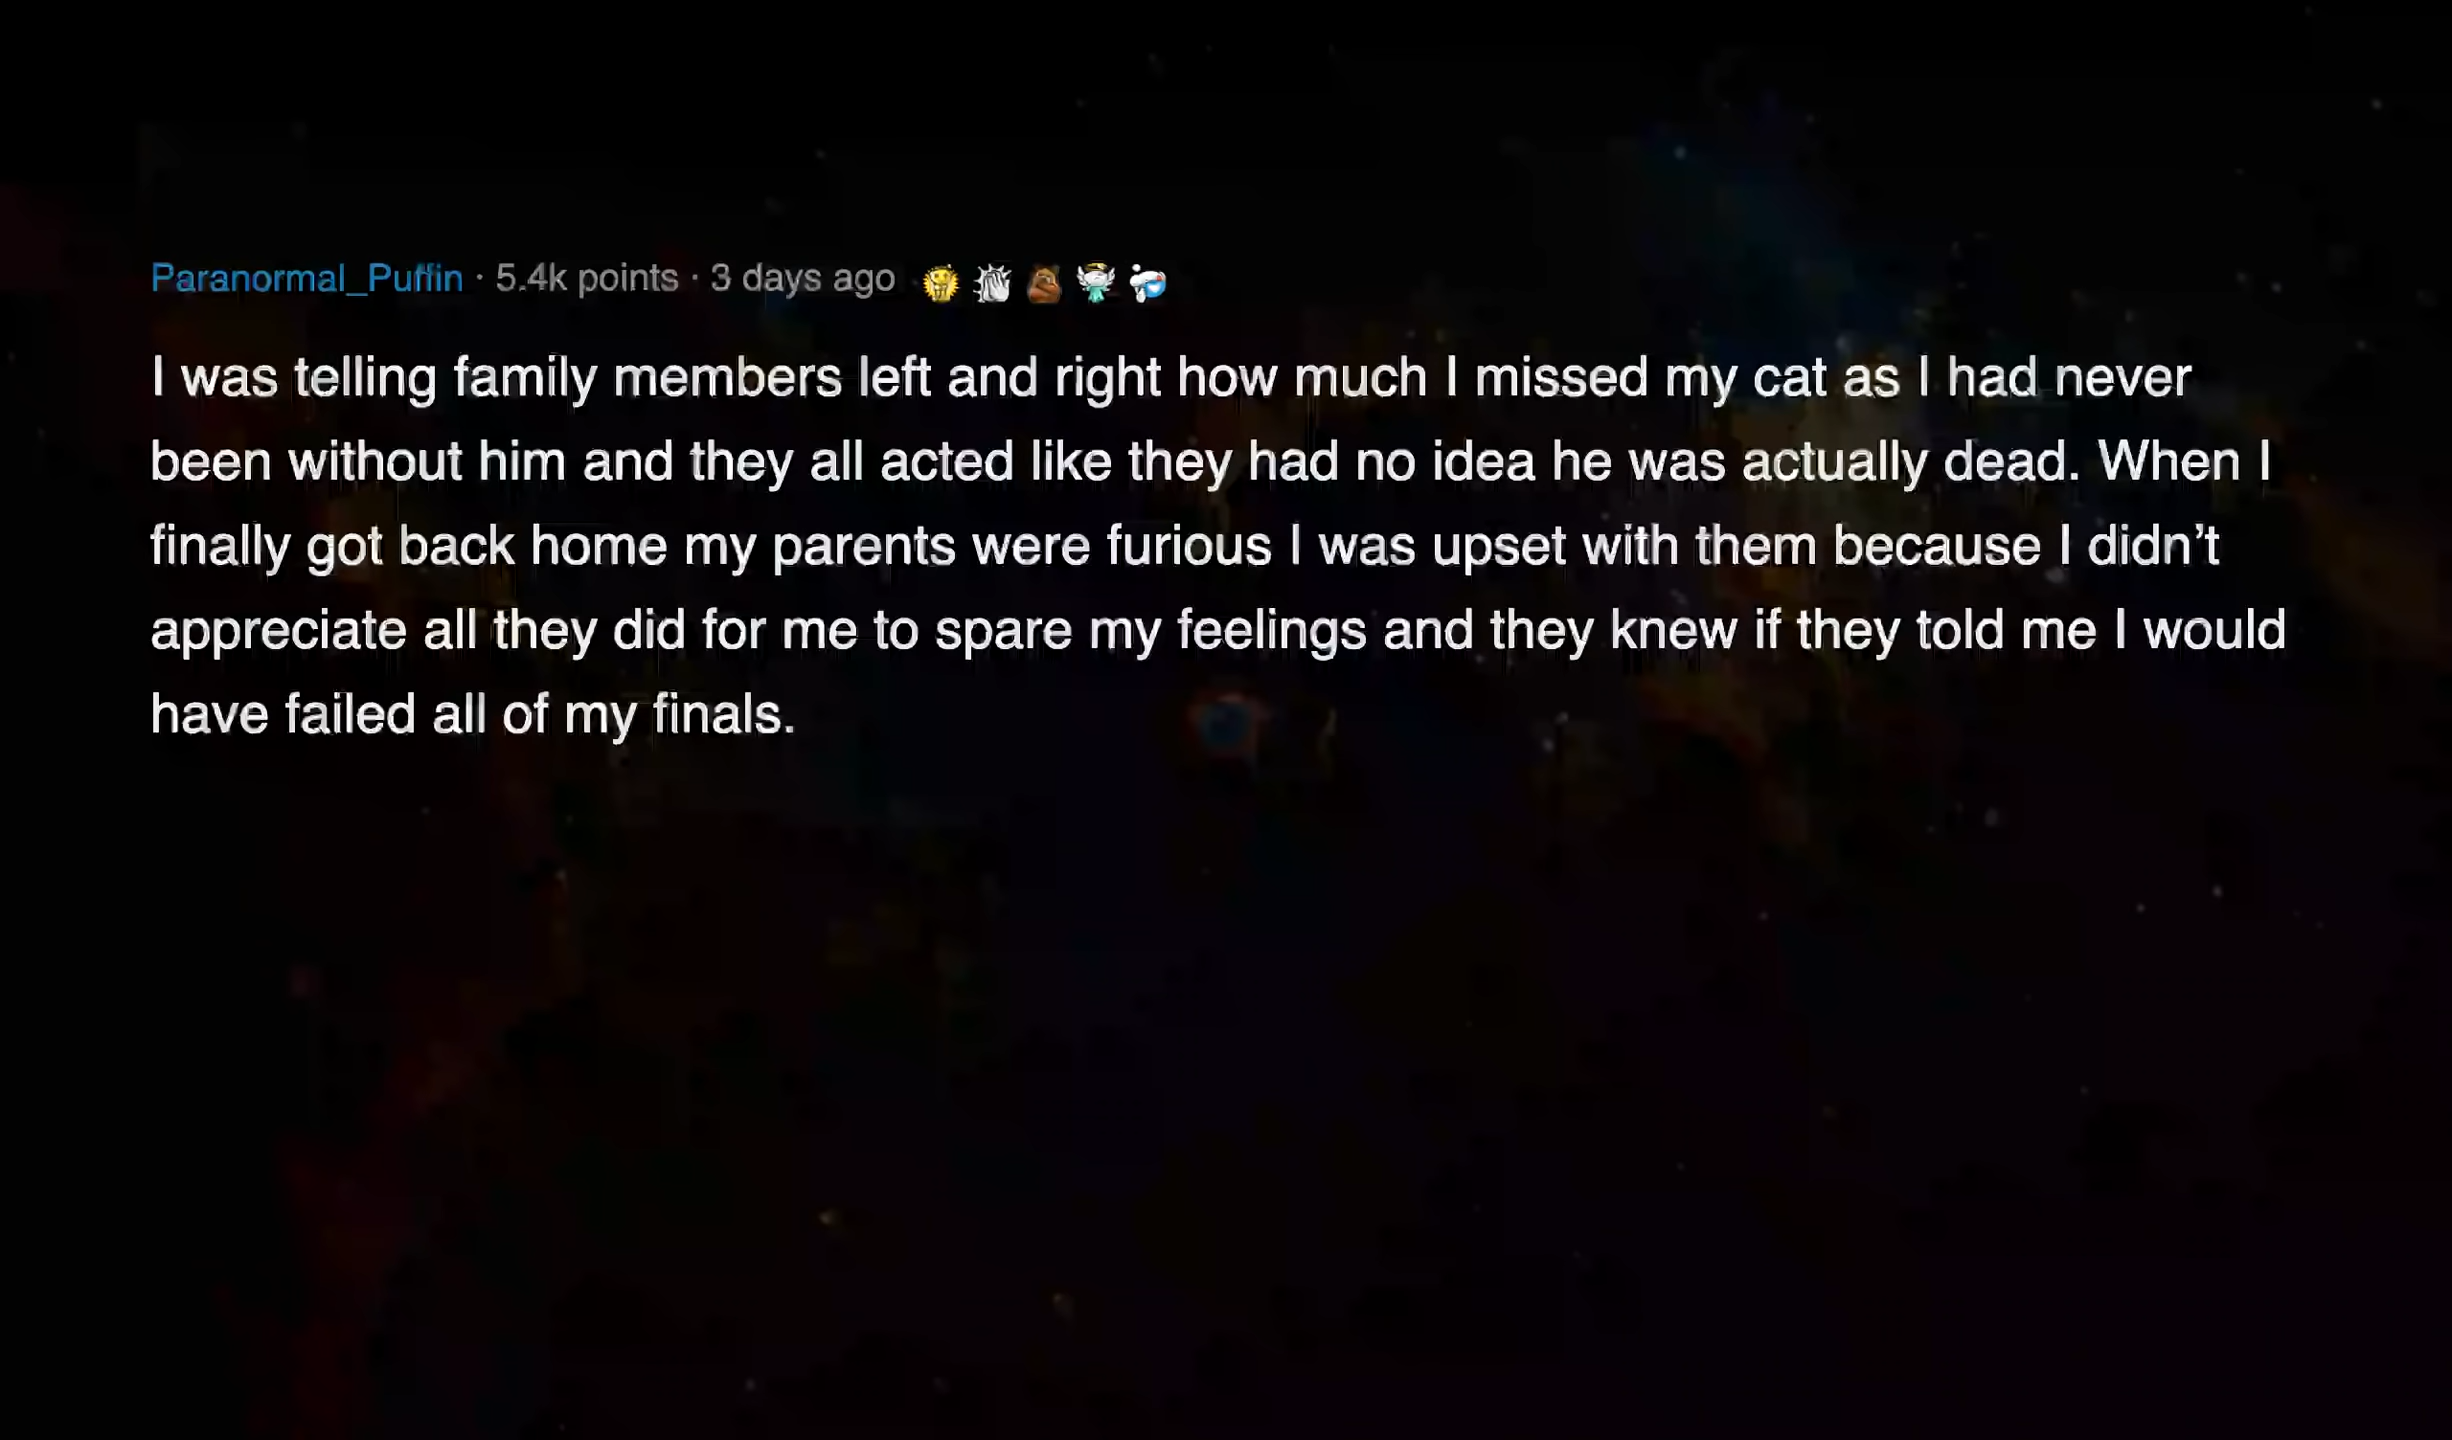 Paranormal_Puffin · 5.4k points · 3 days ago
I was telling family members left and right how much I missed my cat as I had never
been without him and they all acted like they had no idea he was actually dead. When I
finally got back home my parents were furious I was upset with them because I didn’t
appreciate all they did for me to spare my feelings and they knew if they told me I would
have failed all of my finals.